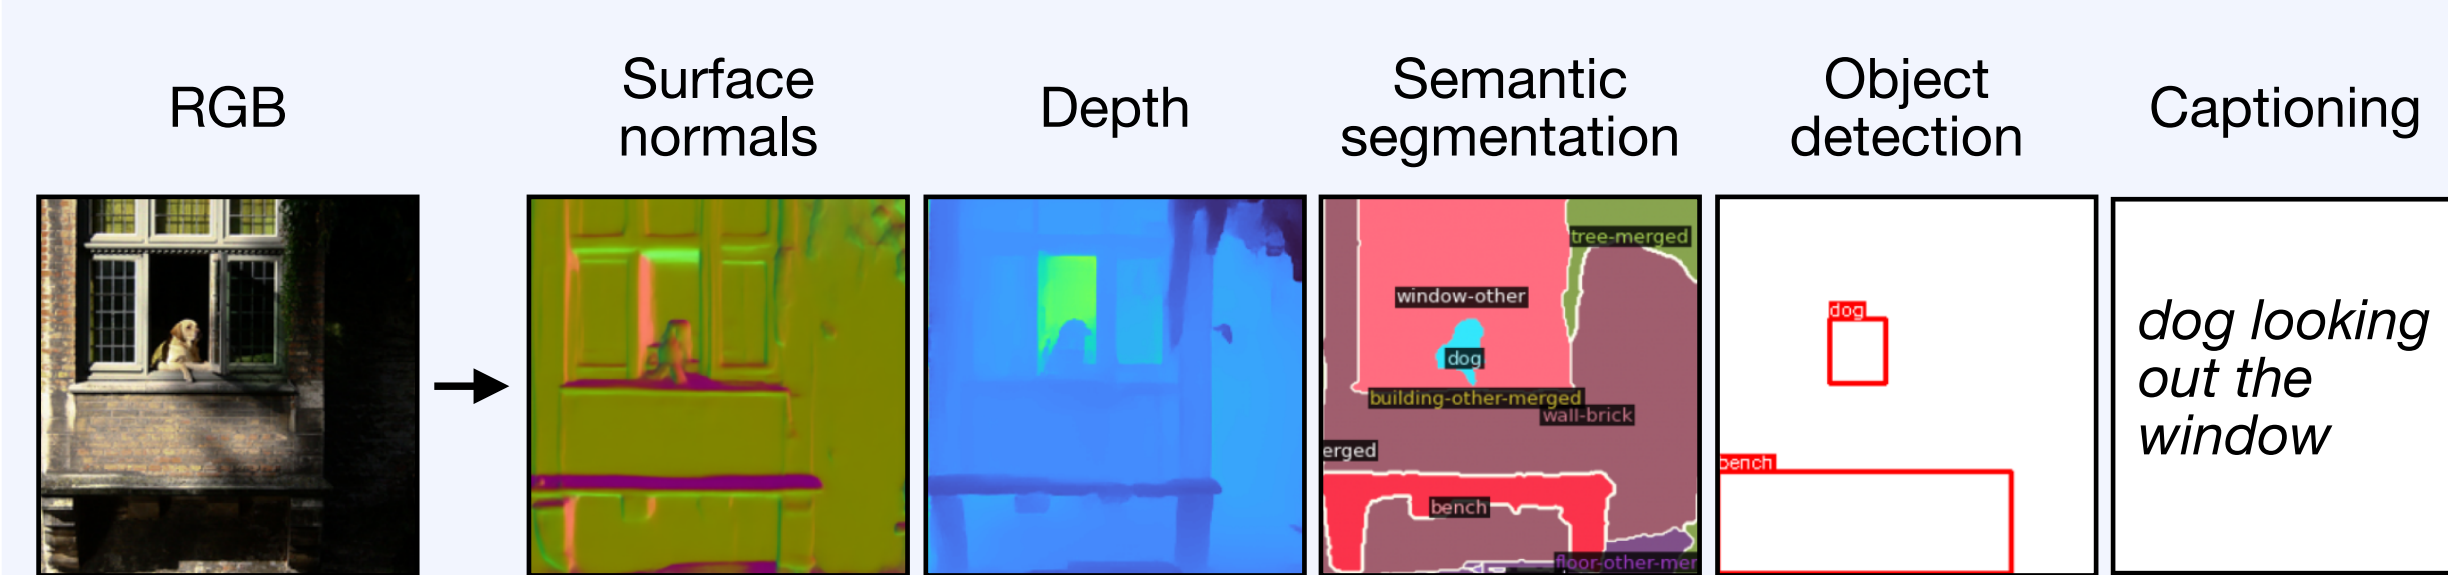 RGB
Surface
normals
Depth
Semantic
segmentation
Object
detection
Captioning
tree-merged
window-other
dog
building-other-merged
wall-brick
erged
bench
floor-other-mer
dog
bench
dog looking
out the
window